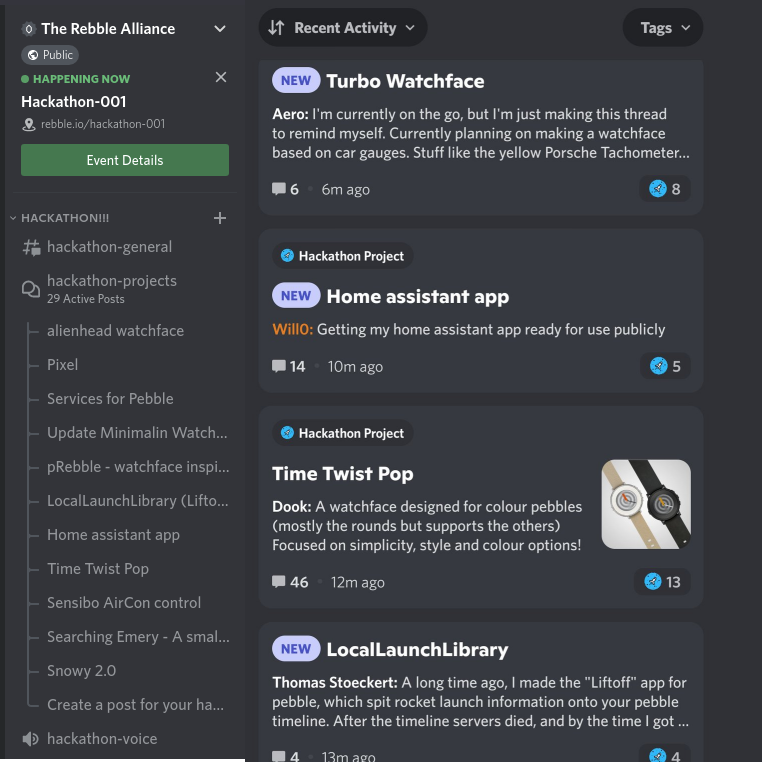 The Rebble Alliance
Public
HAPPENING NOW
Hackathon-001
rebble.io/hackathon-001
Event Details
HACKATHON!!!
hackathon-general
hackathon-projects
29 Active Posts
alienhead watchface
Pixel
Services for Pebble
Update Minimalin Watch...
pRebble - watchface inspi...
LocalLaunchLibrary (Lifto...
Home assistant app
Time Twist Pop
Sensibo AirCon control
Searching Emery - A smal...
Snowy 2.0
Create a post for your ha...
hackathon-voice
Recent Activity
Tags
NEW Turbo Watchface
Aero: I'm currently on the go, but I'm just making this thread
to remind myself. Currently planning on making a watchface
based on car gauges. Stuff like the yellow Porsche Tachometer...
6 • 6m ago
8
Hackathon Project
NEW Home assistant app
Will0: Getting my home assistant app ready for use publicly
14 • 10m ago
5
Hackathon Project
Time Twist Pop
Dook: A watchface designed for colour pebbles
(mostly the rounds but supports the others)
Focused on simplicity, style and colour options!
46 • 12m ago
13
NEW LocalLaunchLibrary
Thomas Stoeckert: A long time ago, I made the "Liftoff" app for
pebble, which spit rocket launch information onto your pebble
timeline. After the timeline servers died, and by the time I got ...
4 • 13m ago
4